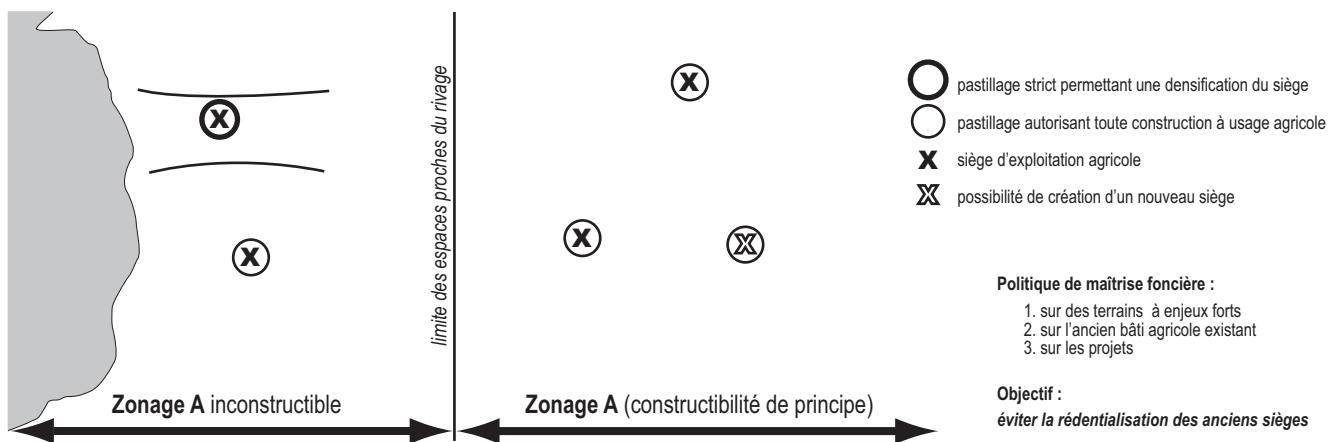 limite des espaces proches du rivage
Zonage A inconstructible
Zonage A (constructibilité de principe)
pastillage strict permettant une densification du siège
pastillage autorisant toute construction à usage agricole
X siège d'exploitation agricole
X possibilité de création d'un nouveau siège
Politique de maîtrise foncière :
1. sur des terrains à enjeux forts
2. sur l'ancien bâti agricole existant
3. sur les projets
Objectif :
éviter la rédentialisation des anciens sièges